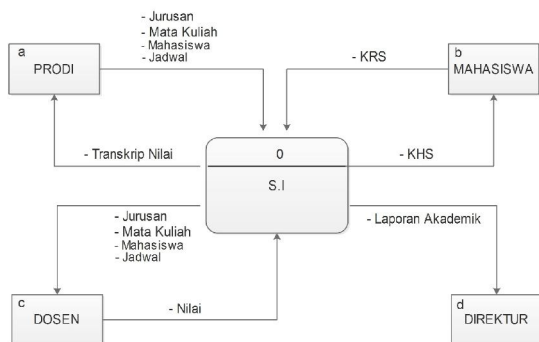 - Jurusan
- Mata Kuliah
- Mahasiswa
- Jadwal
a
PRODI
b
MAHASISWA
- KRS
- Transkrip Nilai
0
S.I
- KHS
- Jurusan
- Mata Kuliah
- Mahasiswa
- Jadwal
- Laporan Akademik
c
DOSEN
- Nilai
d
DIREKTUR